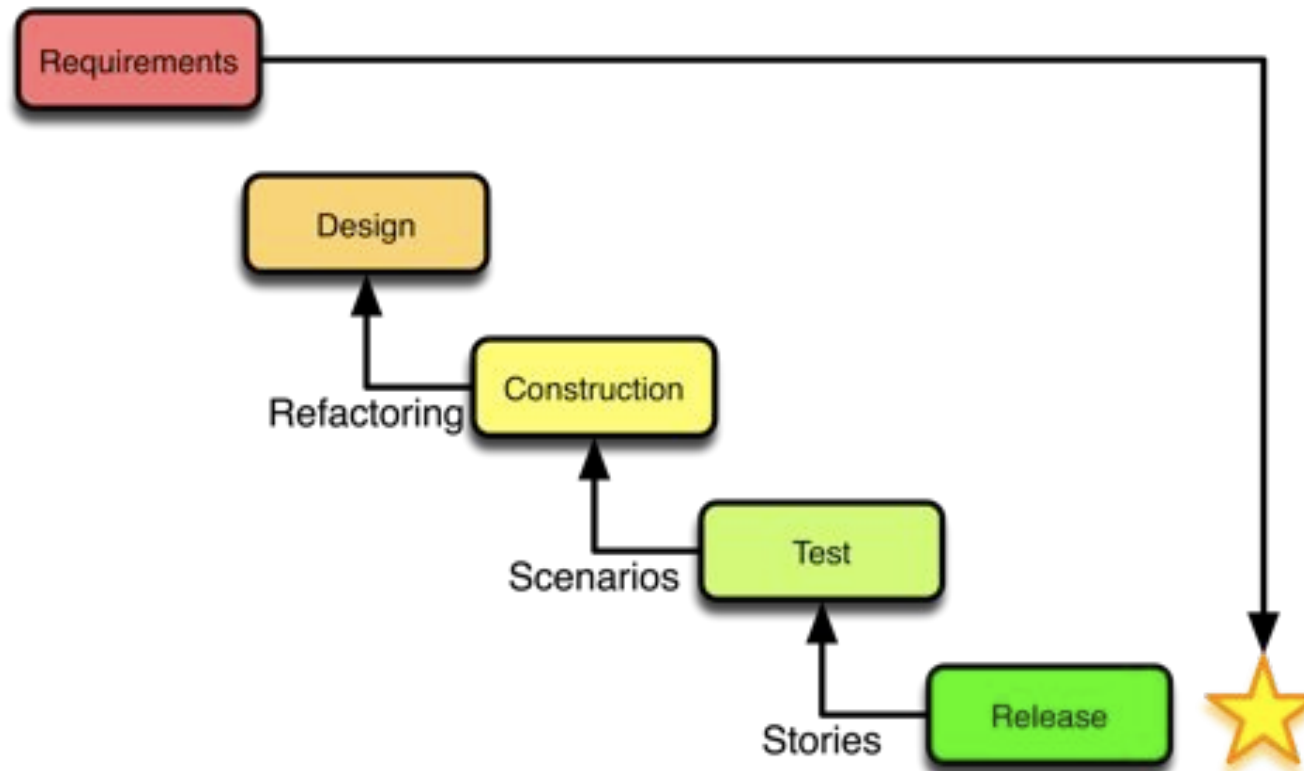 Requirements
Design
Refactoring
Construction
Scenarios
Test
Stories
Release